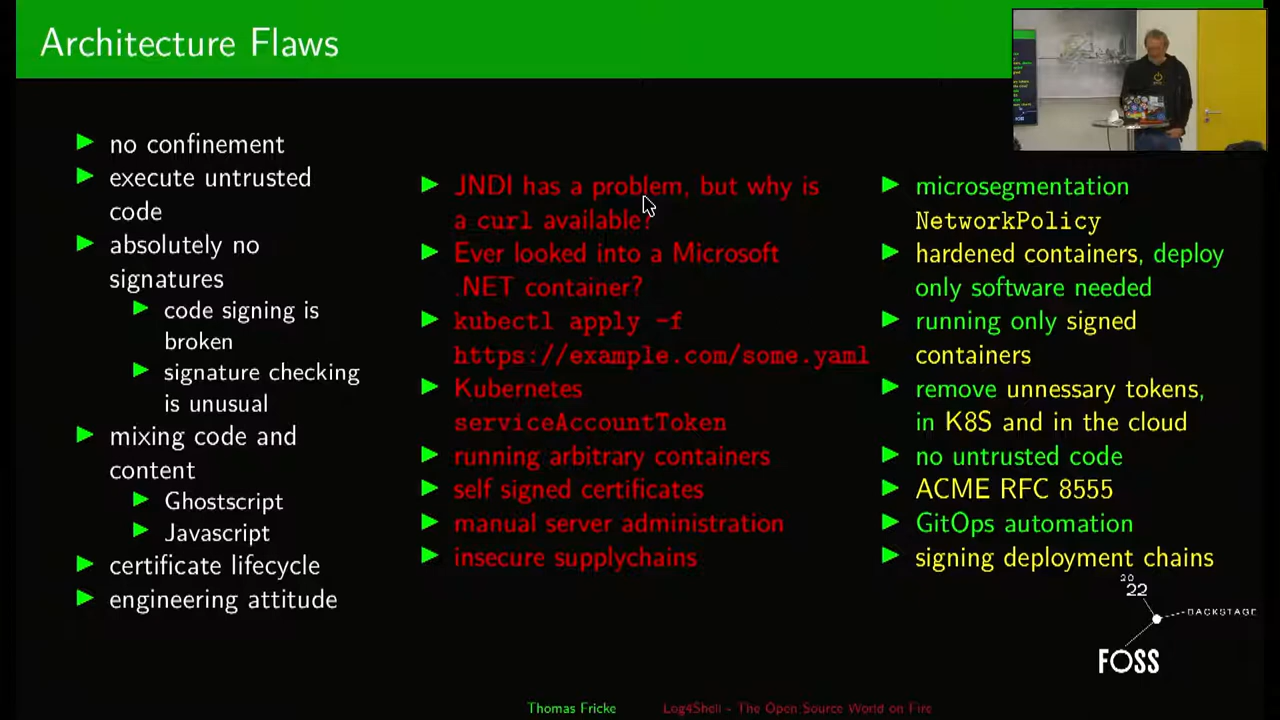 Architecture Flaws
no confinement
execute untrusted
code
absolutely no
signatures
code signing is
broken
signature checking
is unusual
mixing code and
content
Ghostscript
Javascript
certificate lifecycle
engineering attitude
JNDI has a problem, but why is
a curl available?
Ever looked into a Microsoft
.NET container?
kubectl apply -f
https://example.com/some.yaml
Kubernetes
serviceAccountToken
running arbitrary containers
self signed certificates
manual server administration
insecure supplychains
microsegmentation
NetworkPolicy
hardened containers, deploy
only software needed
running only signed
containers
remove unnessary tokens,
in K8S and in the cloud
no untrusted code
ACME RFC 8555
GitOps automation
signing deployment chains
20
22
BACKSTAGE
FOSS
Thomas Fricke
Log4Shell - The Open Source World on Fire